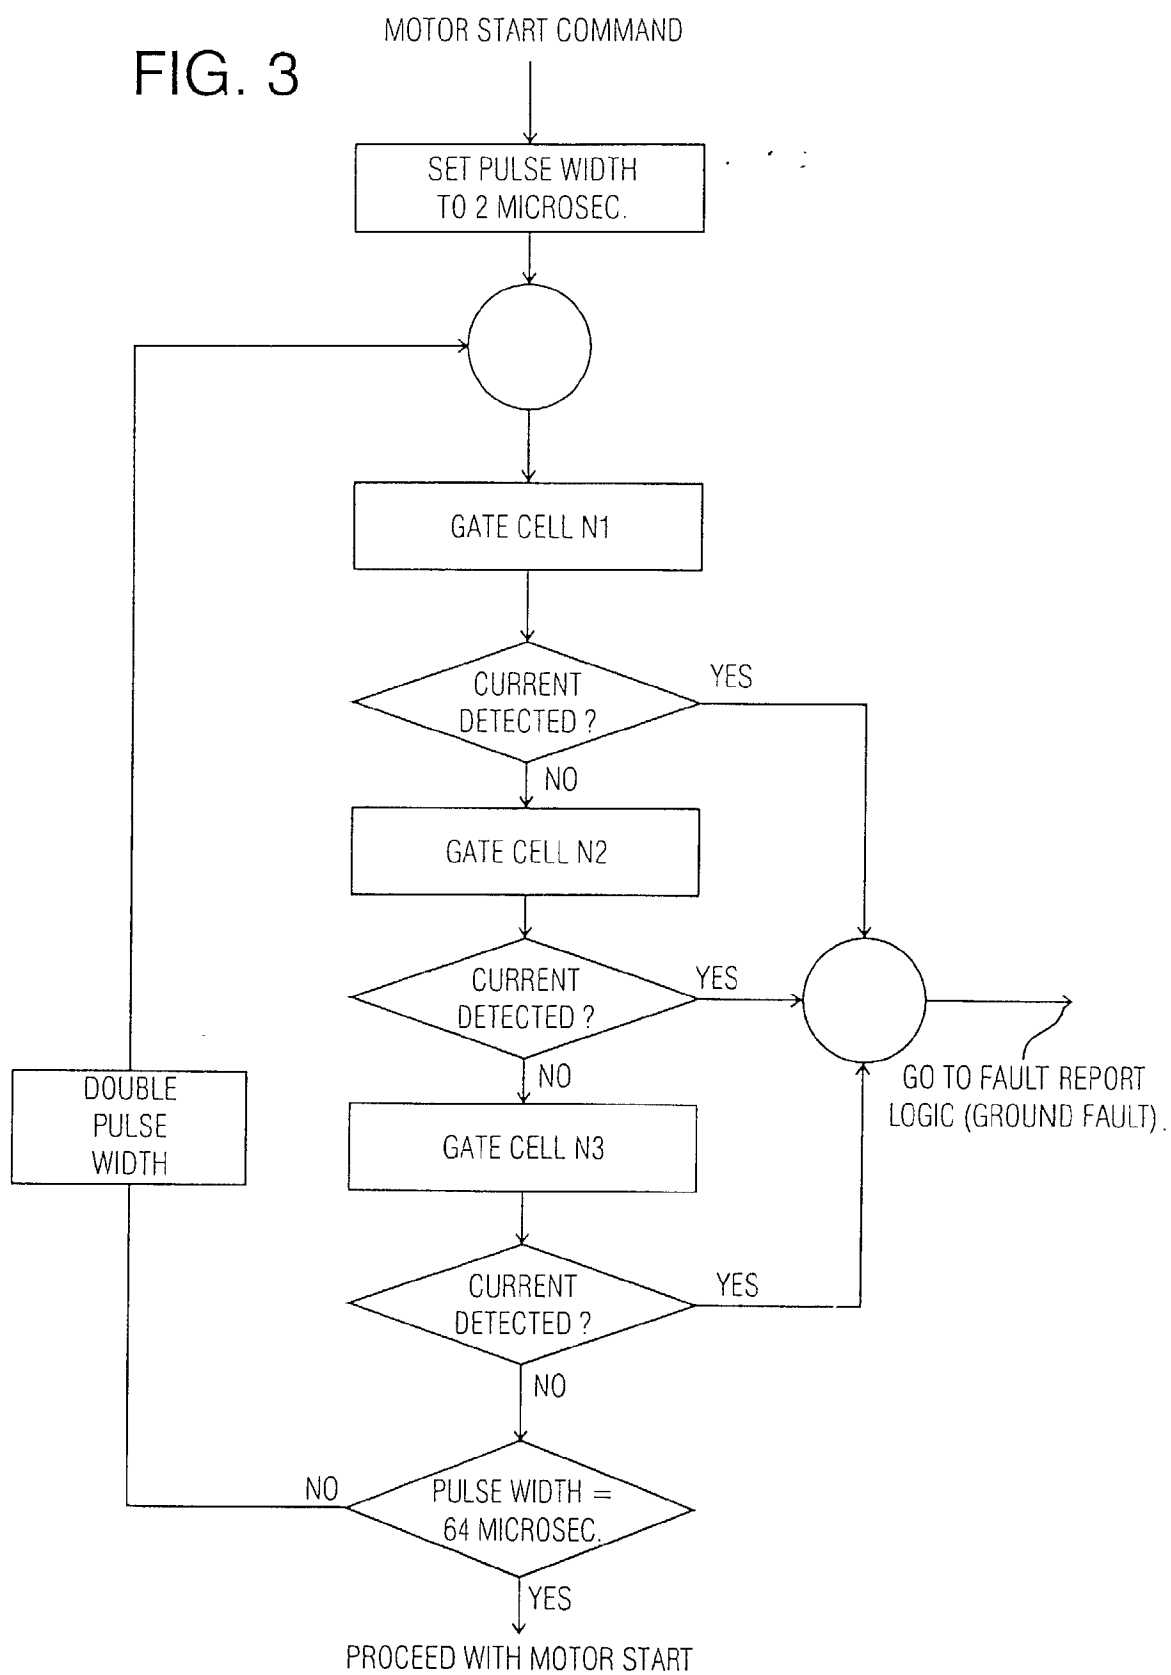 MOTOR START COMMAND
FIG. 3
SET PULSE WIDTH
TO 2 MICROSEC.
GATE CELL N1
CURRENT
DETECTED ?
YES
NO
GATE CELL N2
CURRENT
DETECTED ?
YES
NO
GO TO FAULT REPORT
LOGIC (GROUND FAULT).
DOUBLE
PULSE
WIDTH
GATE CELL N3
CURRENT
DETECTED ?
YES
NO
PULSE WIDTH =
64 MICROSEC.
NO
YES
PROCEED WITH MOTOR START